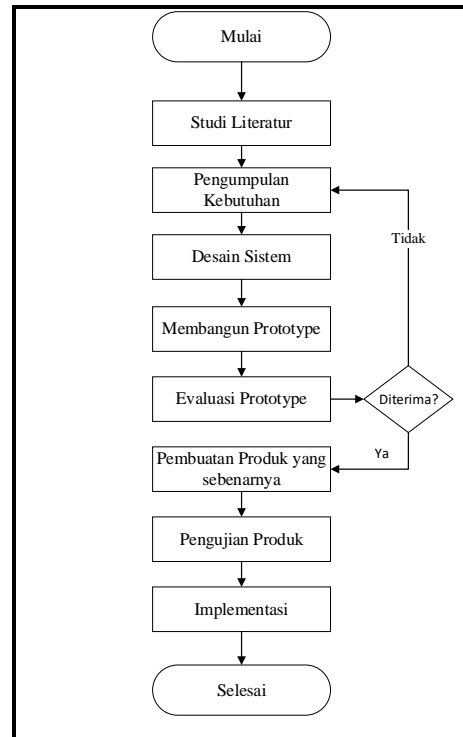 Mulai
Studi Literatur
Pengumpulan
Kebutuhan
Tidak
Desain Sistem
Membangun Prototype
Evaluasi Prototype
Diterima?
Ya
Pembuatan Produk yang
sebenarnya
Pengujian Produk
Implementasi
Selesai